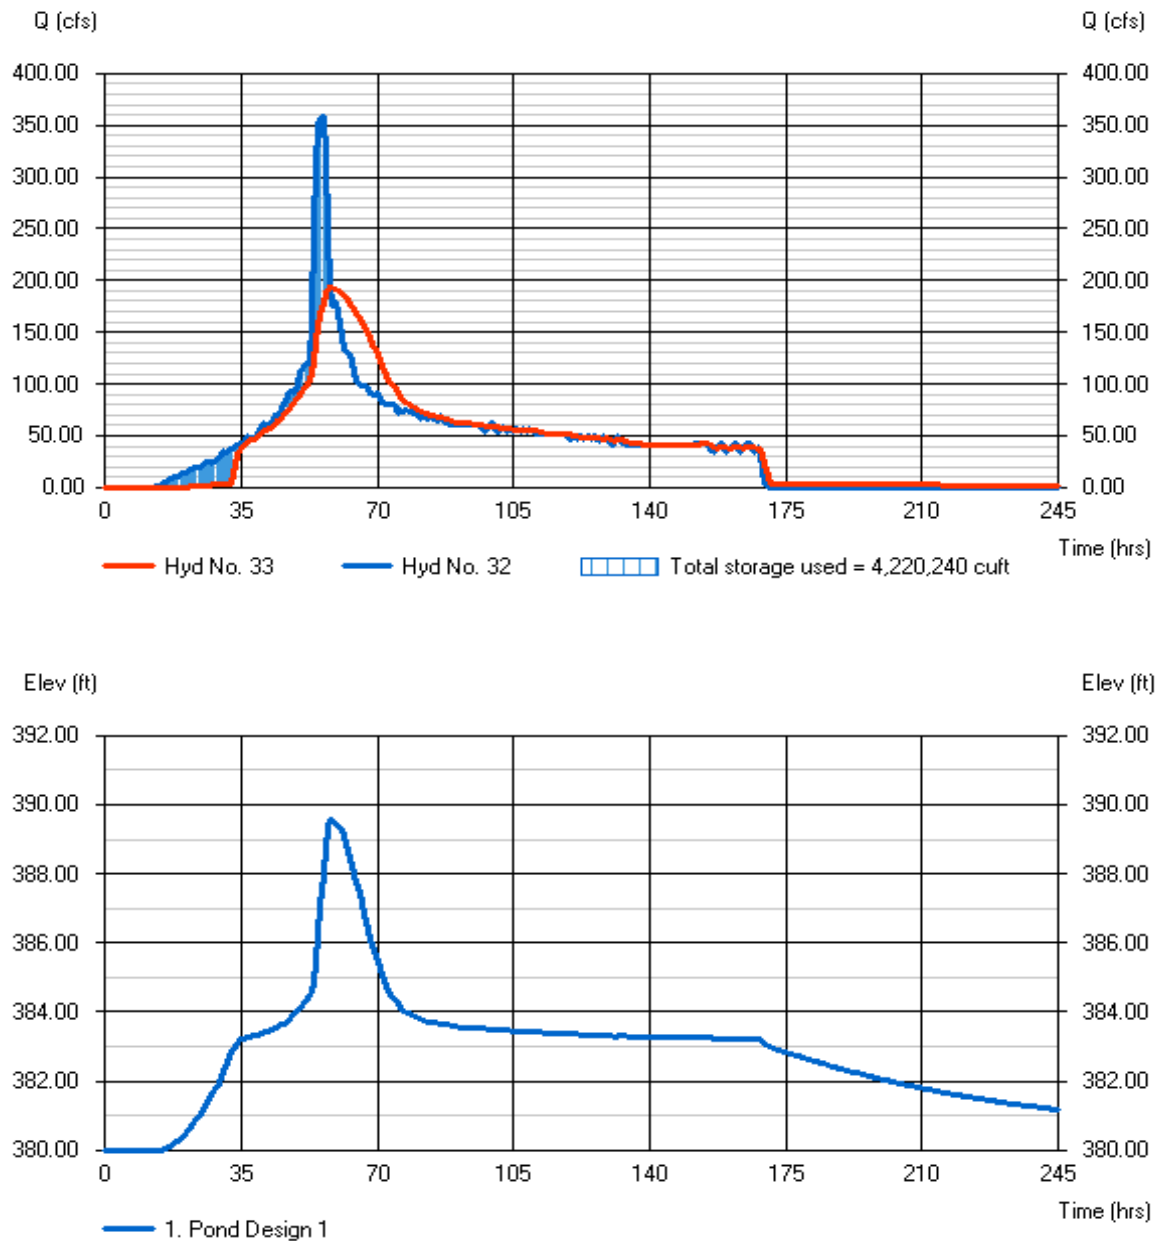 Q (cfs) Q (cfs)
400.00 400.00
350.00 350.00
300.00 300.00
250.00 250.00
200.00 200.00
150.00 150.00
100.00 100.00
50.00 50.00
0.00 0.00
0 35 70 105 140 175 210 245
Time (hrs)
Hyd No. 33 Hyd No. 32 Total storage used = 4,220,240 cuft
Elev (ft) Elev (ft)
392.00 392.00
390.00 390.00
388.00 388.00
386.00 386.00
384.00 384.00
382.00 382.00
380.00 380.00
0 35 70 105 140 175 210 245
Time (hrs)
1. Pond Design 1